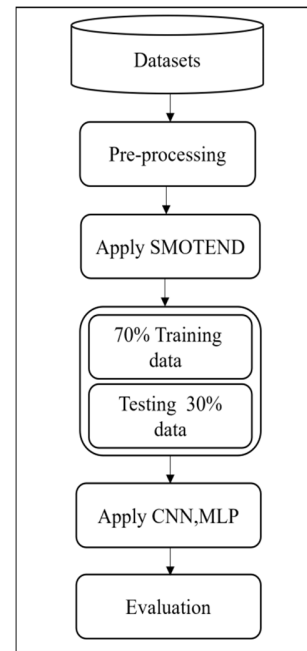 Datasets
Pre-processing
Apply SMOTEND
70% Training
data
Testing 30%
data
Apply CNN,MLP
Evaluation